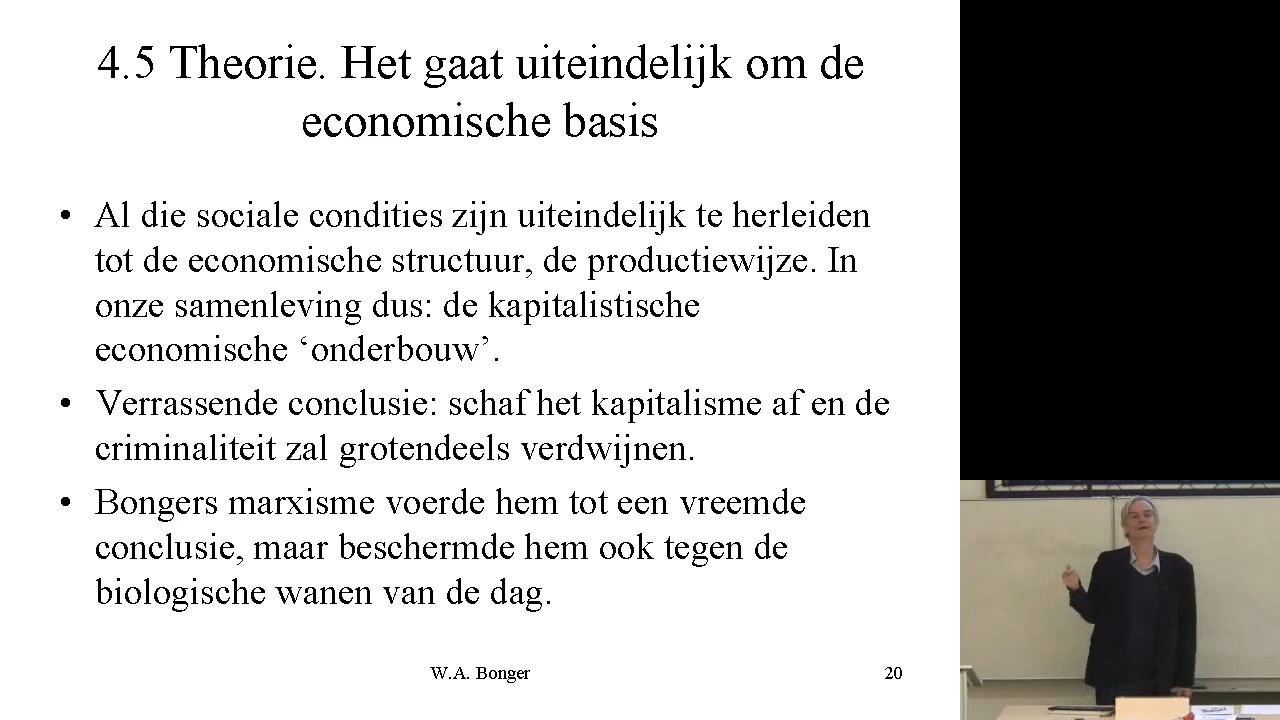 4.5 Theorie. Het gaat uiteindelijk om de
economische basis
• Al die sociale condities zijn uiteindelijk te herleiden
tot de economische structuur, de productiewijze. In
onze samenleving dus: de kapitalistische
economische ‘onderbouw’.
• Verrassende conclusie: schaf het kapitalisme af en de
criminaliteit zal grotendeels verdwijnen.
• Bongers marxisme voerde hem tot een vreemde
conclusie, maar beschermde hem ook tegen de
biologische wanen van de dag.
W.A. Bonger
20